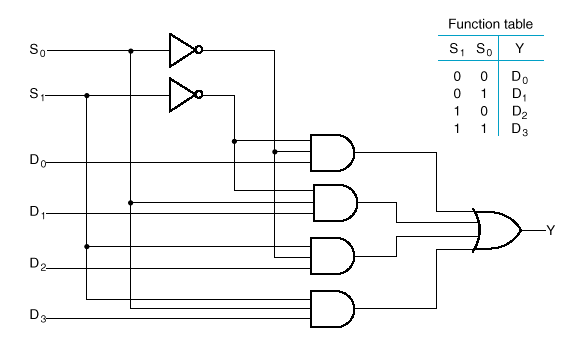 Function table
S1 S0 Y
0 0 D0
0 1 D1
1 0 D2
1 1 D3
S0
S1
D0
D1
D2
D3
Y